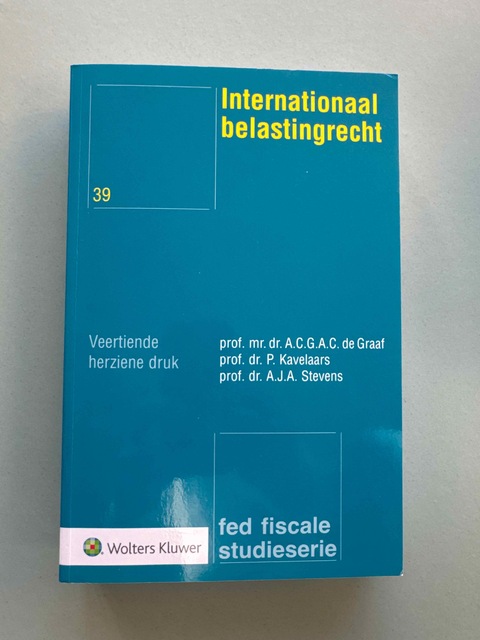 Internationaal
belastingrecht
39
Veertiende
herziene druk
prof. mr. dr. A.C.G.A.C. de Graaf
prof. dr. P. Kavelaars
prof. dr. A.J.A. Stevens
fed fiscale
studieserie
Wolters Kluwer